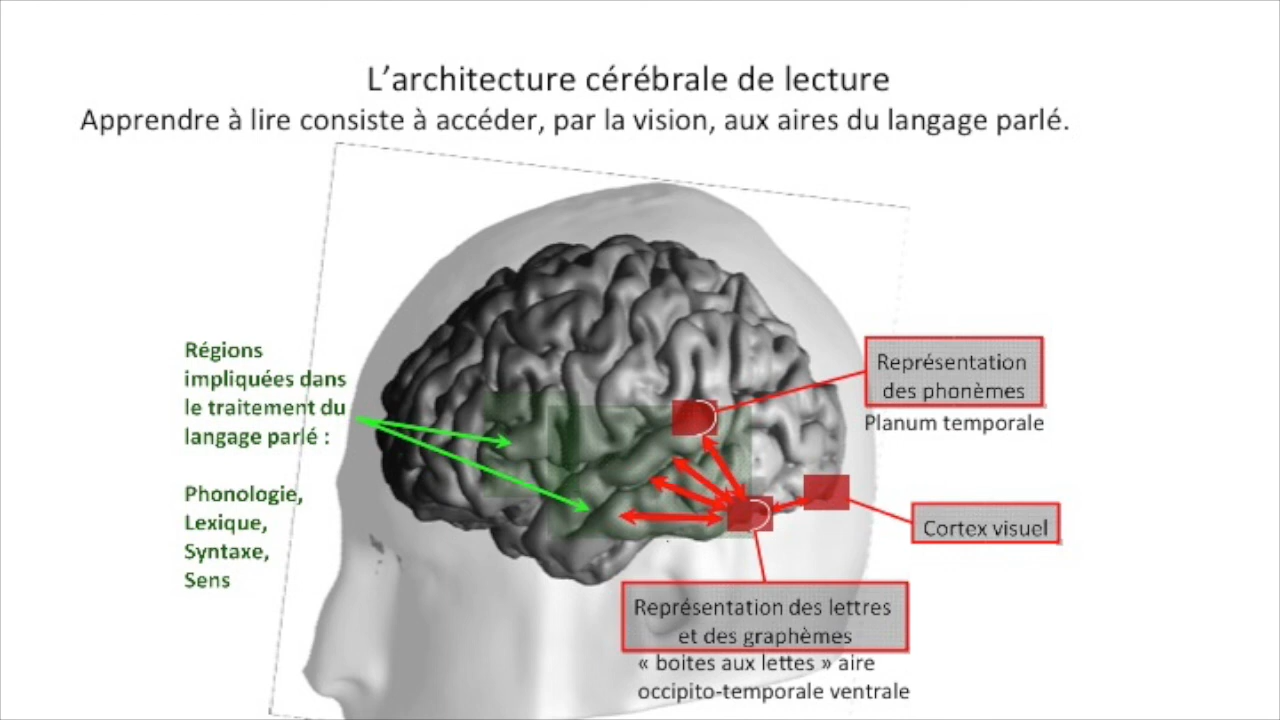 L'architecture cérébrale de lecture
Apprendre à lire consiste à accéder, par la vision, aux aires du langage parlé.
Régions
impliquées dans
le traitement du
langage parlé :
Phonologie,
Lexique,
Syntaxe,
Sens
Représentation
des phonèmes
Planum temporale
Cortex visuel
Représentation des lettres
et des graphèmes
« boites aux lettes » aire
occipito-temporale ventrale